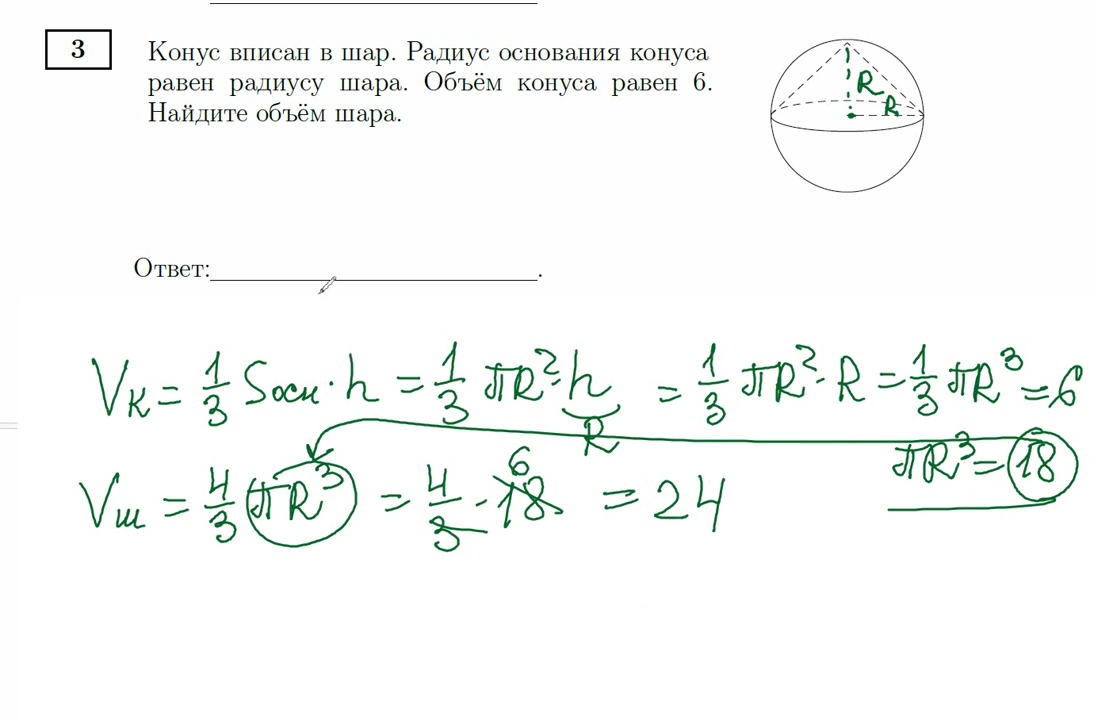 3
Конус вписан в шар. Радиус основания конуса
равен радиусу шара. Объём конуса равен 6.
Найдите объём шара.
R
R
Ответ: .
Vк = 1/3 Sосн · h = 1/3 πR² · h = 1/3 πR² · R = 1/3 πR³ = 6
R
πR³ = 18
6
Vш = 4/3 πR³ = 4/3 · 18 = 24